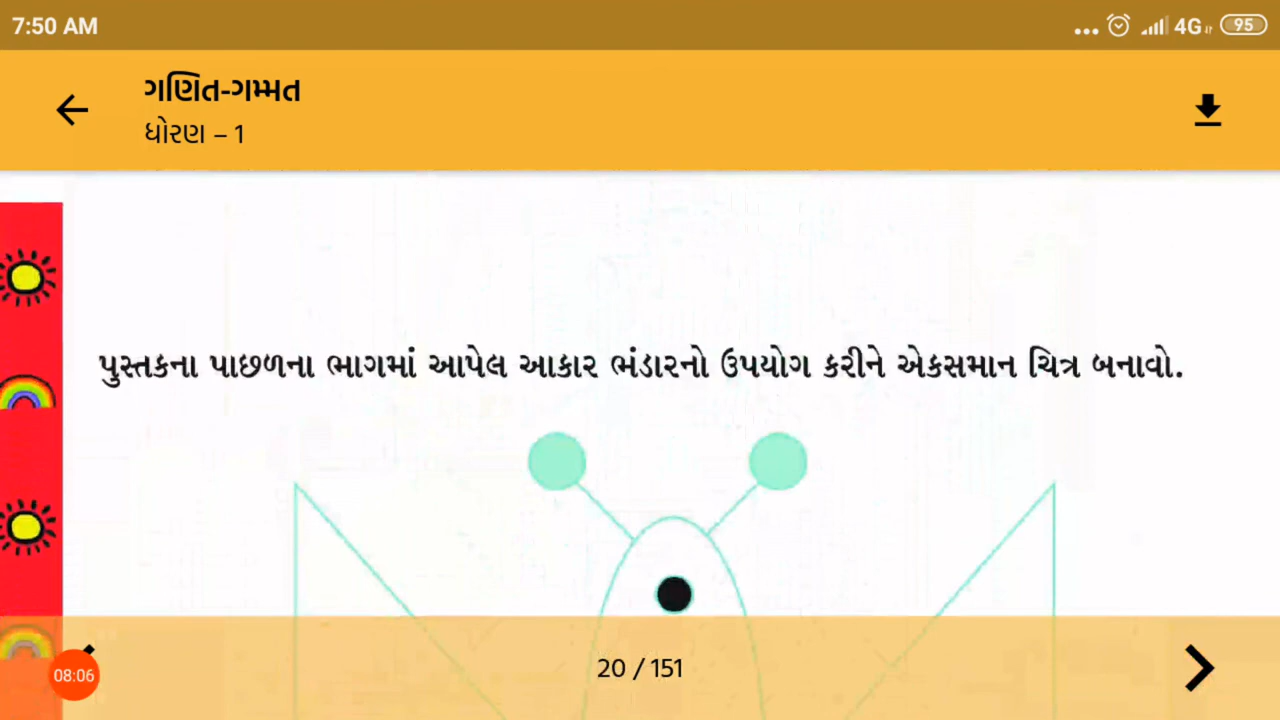 7:50 AM
4G 95
ગણિત-ગમ્મત
ધોરણ – 1
પુસ્તકના પાછળના ભાગમાં આપેલ આકાર ભંડારનો ઉપયોગ કરીને એકસમાન ચિત્ર બનાવો.
08:06
20 / 151